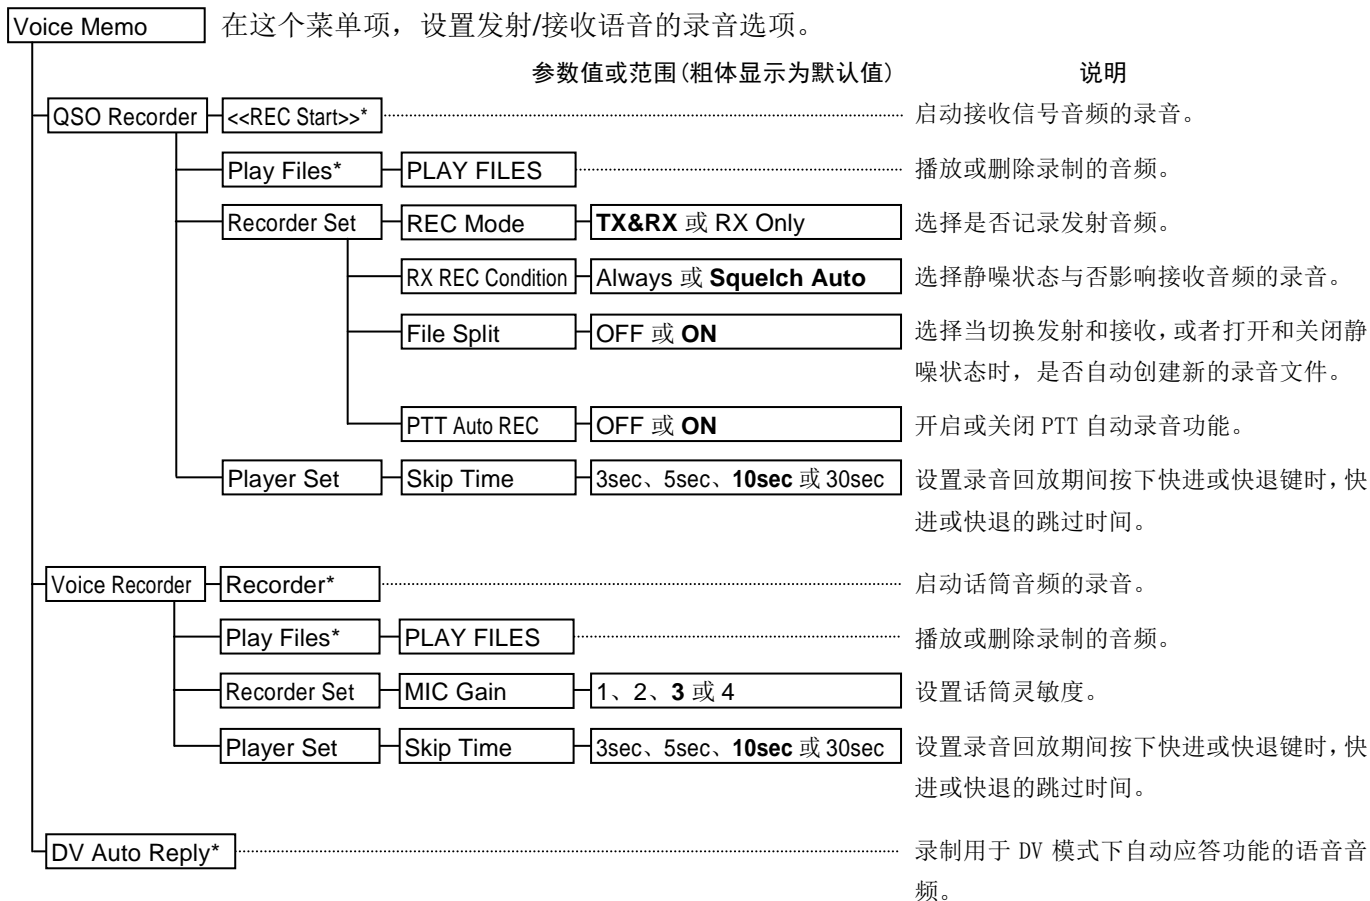 Voice Memo 在这个菜单项，设置发射/接收语音的录音选项。
参数值或范围(粗体显示为默认值) 说明
QSO Recorder <<REC Start>>* 启动接收信号音频的录音。
Play Files* PLAY FILES 播放或删除录制的音频。
Recorder Set REC Mode TX&RX 或 RX Only 选择是否记录发射音频。
RX REC Condition Always 或 Squelch Auto 选择静噪状态与否影响接收音频的录音。
File Split OFF 或 ON 选择当切换发射和接收，或者打开和关闭静
噪状态时，是否自动创建新的录音文件。
PTT Auto REC OFF 或 ON 开启或关闭 PTT 自动录音功能。
Player Set Skip Time 3sec、5sec、10sec 或 30sec 设置录音回放期间按下快进或快退键时，快
进或快退的跳过时间。
Voice Recorder Recorder* 启动话筒音频的录音。
Play Files* PLAY FILES 播放或删除录制的音频。
Recorder Set MIC Gain 1、2、3 或 4 设置话筒灵敏度。
Player Set Skip Time 3sec、5sec、10sec 或 30sec 设置录音回放期间按下快进或快退键时，快
进或快退的跳过时间。
DV Auto Reply* 录制用于 DV 模式下自动应答功能的语音音
频。